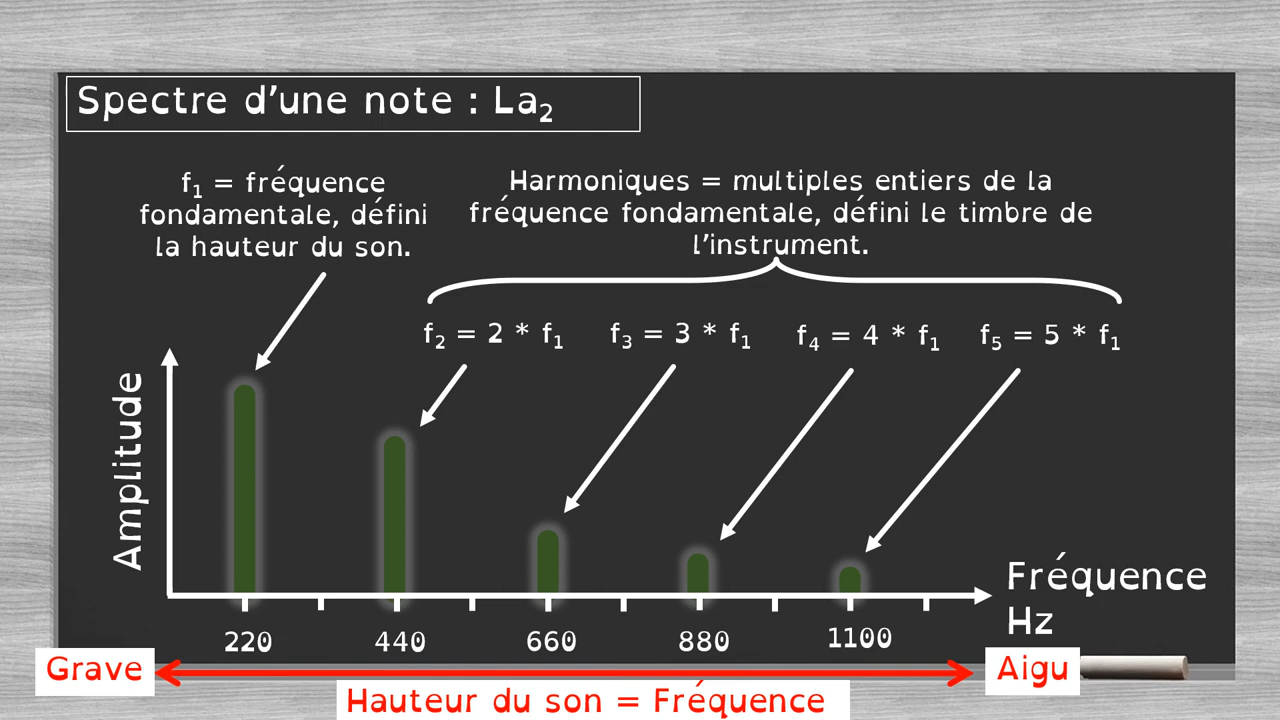 Spectre d'une note : La₂
f₁ = fréquence
fondamentale, défini
la hauteur du son.
Harmoniques = multiples entiers de la
fréquence fondamentale, défini le timbre de
l'instrument.
f₂ = 2 * f₁
f₃ = 3 * f₁
f₄ = 4 * f₁
f₅ = 5 * f₁
Amplitude
Fréquence
Hz
220
440
660
880
1100
Grave
Aigu
Hauteur du son = Fréquence